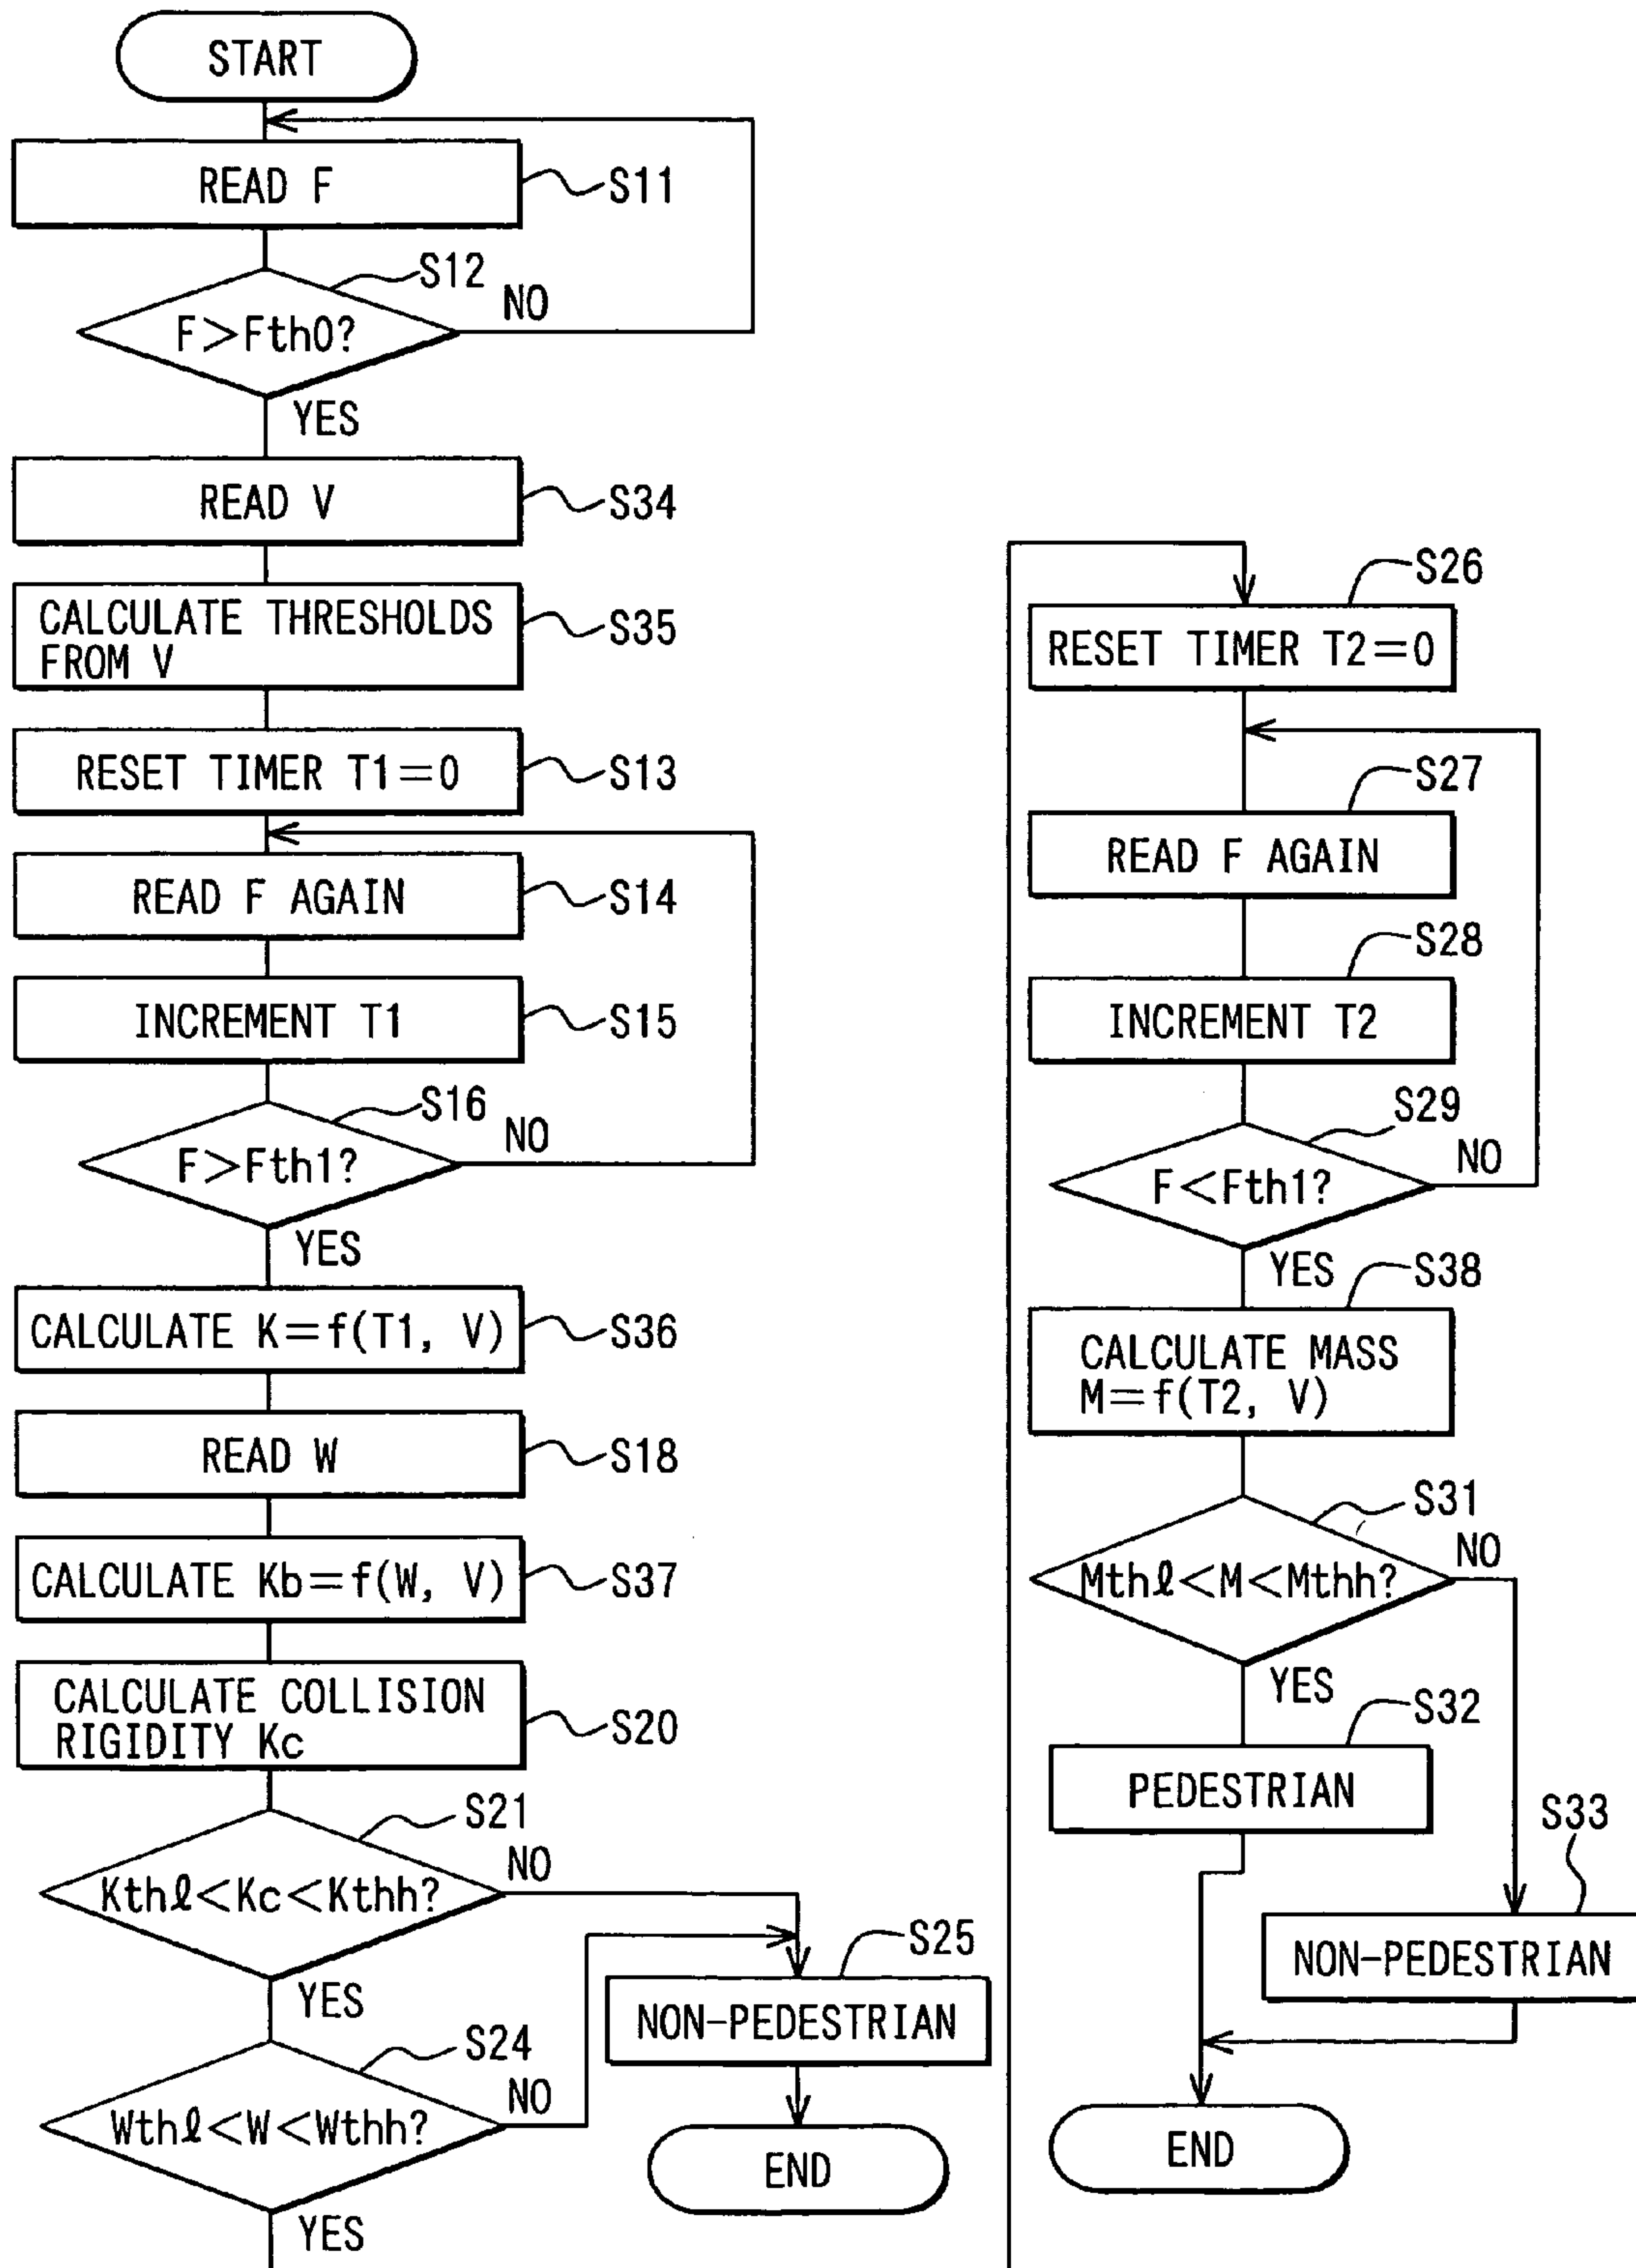 START
READ F
S11
S12
F>Fth0?
NO
YES
READ V
S34
CALCULATE THRESHOLDS
FROM V
S35
RESET TIMER T1=0
S13
READ F AGAIN
S14
INCREMENT T1
S15
S16
F>Fth1?
NO
YES
CALCULATE K=f(T1, V)
S36
READ W
S18
CALCULATE Kb=f(W, V)
S37
CALCULATE COLLISION
RIGIDITY Kc
S20
S21
Kthℓ<Kc<Kthh?
NO
YES
S25
NON-PEDESTRIAN
END
S24
Wthℓ<W<Wthh?
NO
YES
S26
RESET TIMER T2=0
S27
READ F AGAIN
S28
INCREMENT T2
S29
F<Fth1?
NO
YES
S38
CALCULATE MASS
M=f(T2, V)
S31
Mthℓ<M<Mthh?
NO
YES
S32
PEDESTRIAN
S33
NON-PEDESTRIAN
END